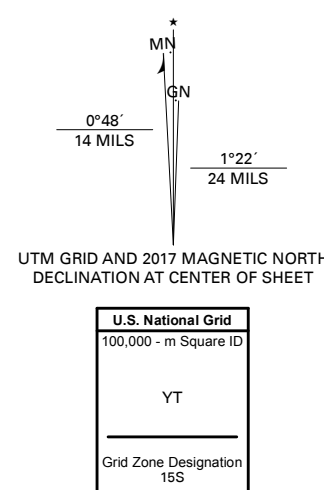 ★
MN
GN
0°48´
14 MILS
1°22´
24 MILS
UTM GRID AND 2017 MAGNETIC NORTH
DECLINATION AT CENTER OF SHEET
U.S. National Grid
100,000 - m Square ID
YT
Grid Zone Designation
15S